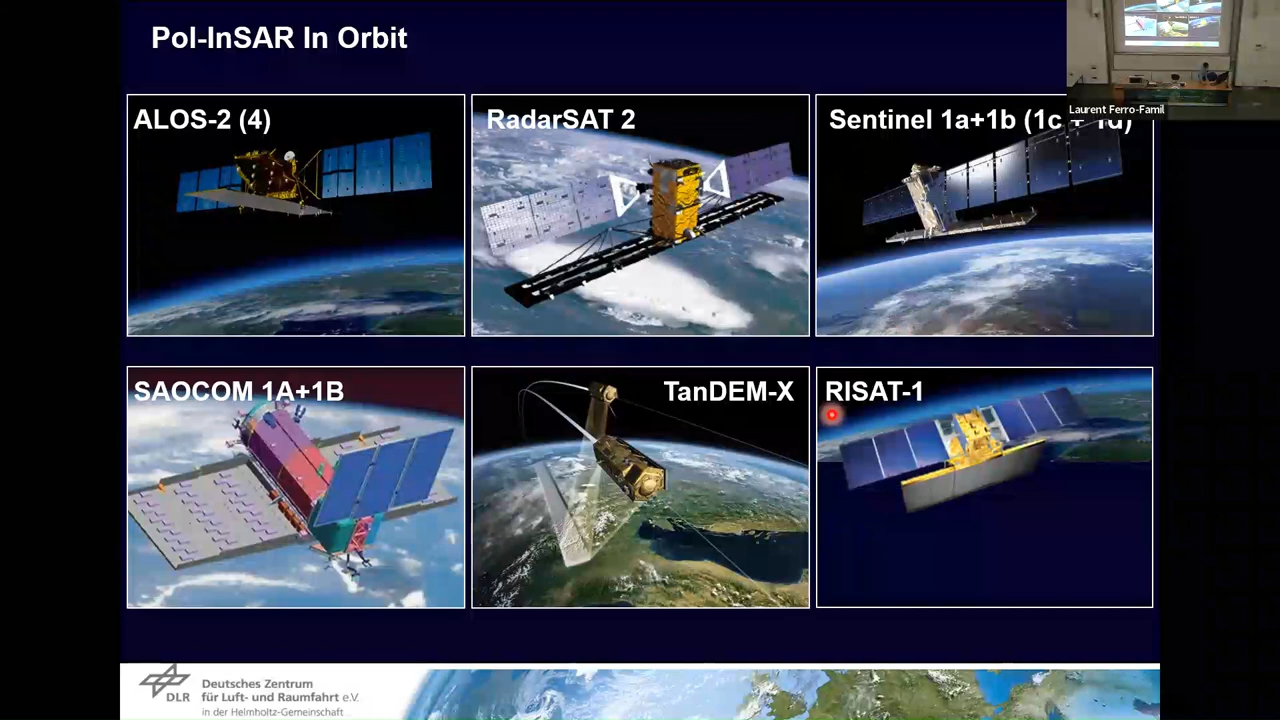 Pol-InSAR In Orbit
Laurent Ferro-Famil
ALOS-2 (4)
RadarSAT 2
Sentinel 1a+1b (1c + 1d)
SAOCOM 1A+1B
TanDEM-X
RISAT-1
DLR
Deutsches Zentrum
für Luft- und Raumfahrt e.V.
in der Helmholtz-Gemeinschaft